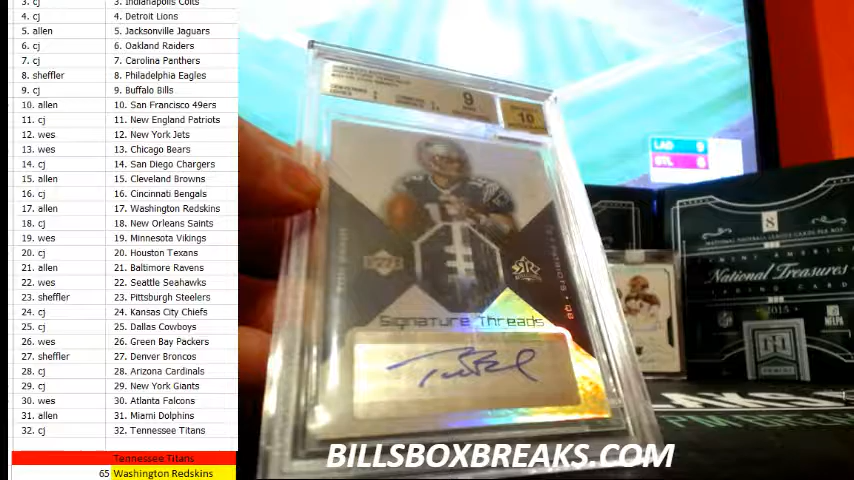 3. cj 3. Indianapolis Colts
4. cj 4. Detroit Lions
5. allen 5. Jacksonville Jaguars
6. cj 6. Oakland Raiders
7. cj 7. Carolina Panthers
8. sheffler 8. Philadelphia Eagles
9. cj 9. Buffalo Bills
10. allen 10. San Francisco 49ers
11. cj 11. New England Patriots
12. wes 12. New York Jets
13. wes 13. Chicago Bears
14. cj 14. San Diego Chargers
15. allen 15. Cleveland Browns
16. cj 16. Cincinnati Bengals
17. allen 17. Washington Redskins
18. cj 18. New Orleans Saints
19. wes 19. Minnesota Vikings
20. cj 20. Houston Texans
21. allen 21. Baltimore Ravens
22. wes 22. Seattle Seahawks
23. sheffler 23. Pittsburgh Steelers
24. cj 24. Kansas City Chiefs
25. cj 25. Dallas Cowboys
26. wes 26. Green Bay Packers
27. sheffler 27. Denver Broncos
28. cj 28. Arizona Cardinals
29. cj 29. New York Giants
30. wes 30. Atlanta Falcons
31. allen 31. Miami Dolphins
32. cj 32. Tennessee Titans
Tennessee Titans
65 Washington Redskins
9
10
Signature Threads
LAD 0
STL 0
8
National Treasures
2015
NFLPA
BILLSBOXBREAKS.COM